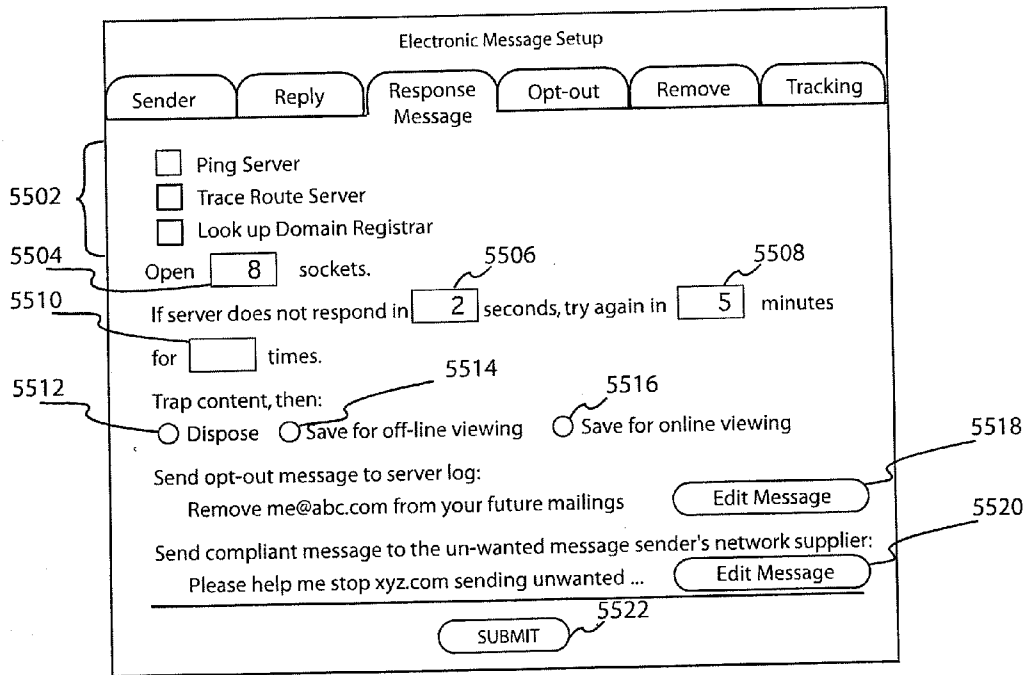 Electronic Message Setup
Sender Reply Response Message Opt-out Remove Tracking
5502
Ping Server
Trace Route Server
Look up Domain Registrar
5504
Open 8 sockets.
5506
5508
5510
If server does not respond in 2 seconds, try again in 5 minutes
for times.
5512
5514
5516
Trap content, then:
Dispose Save for off-line viewing Save for online viewing
5518
Send opt-out message to server log:
Remove me@abc.com from your future mailings Edit Message
5520
Send compliant message to the un-wanted message sender's network supplier:
Please help me stop xyz.com sending unwanted ... Edit Message
SUBMIT 5522